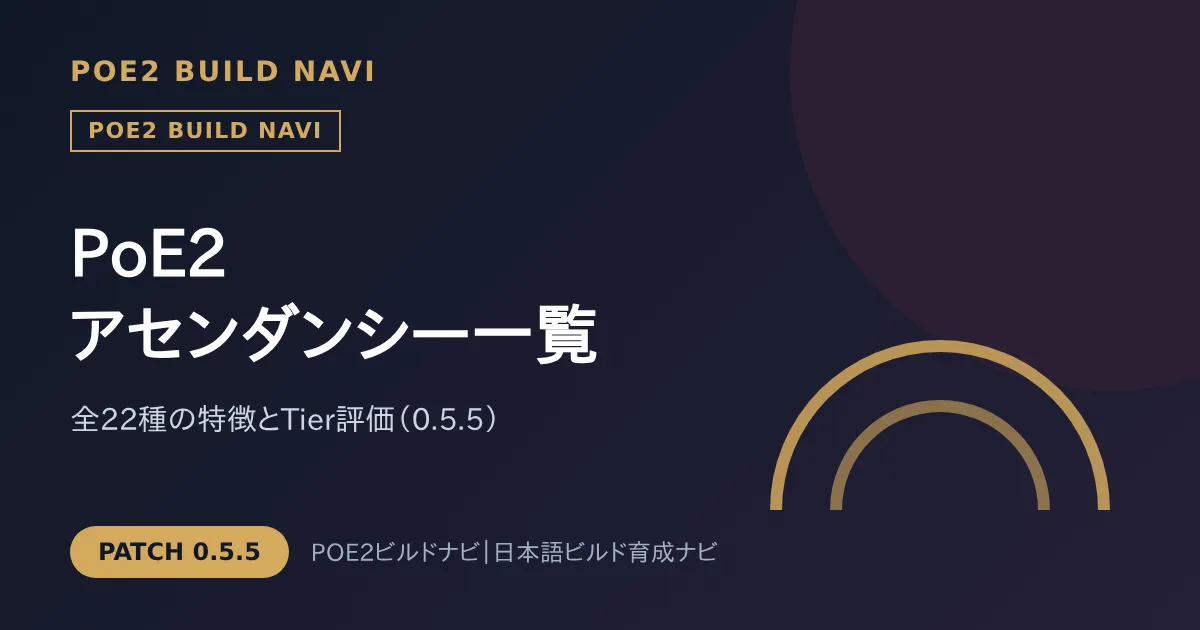 POE2 BUILD NAVI
POE2 BUILD NAVI
PoE2
アセンダンシー一覧
全22種の特徴とTier評価（0.5.5）
PATCH 0.5.5
POE2ビルドナビ|日本語ビルド育成ナビ